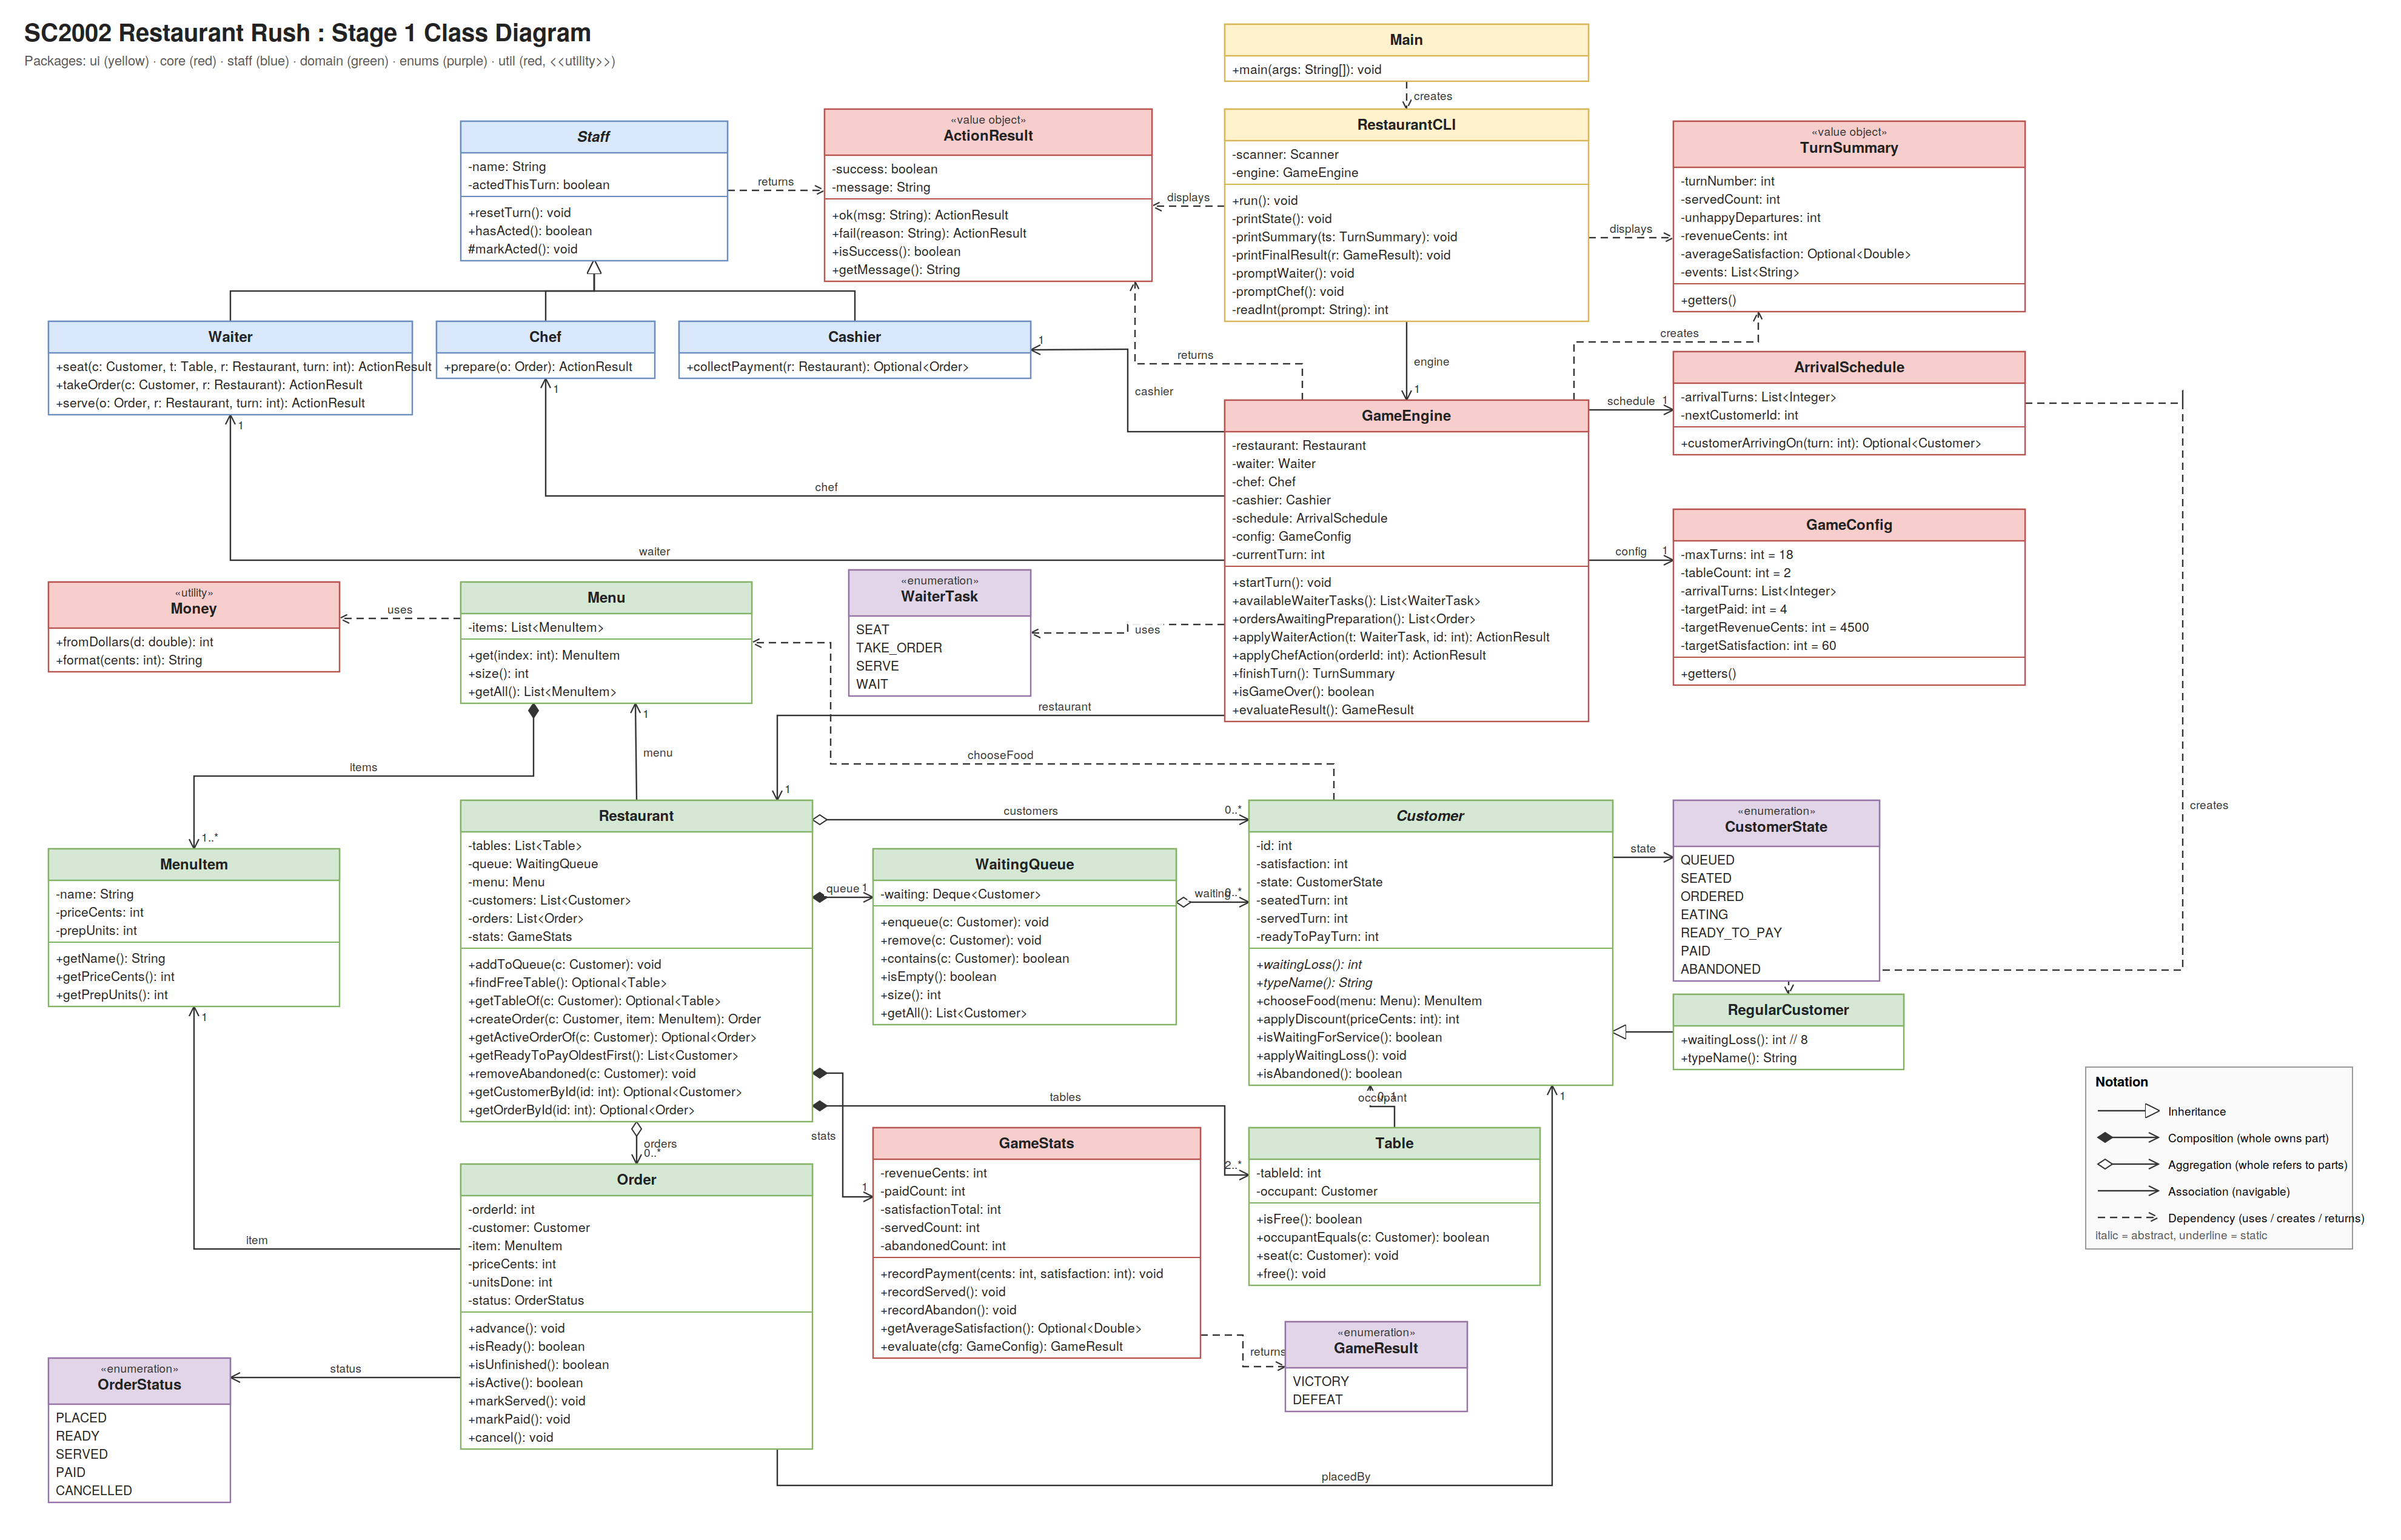 SC2002 Restaurant Rush : Stage 1 Class Diagram
Packages: ui (yellow) · core (red) · staff (blue) · domain (green) · enums (purple) · util (red, <<utility>>)
Main
+main(args: String[]): void
creates
Staff
-name: String
-actedThisTurn: boolean
+resetTurn(): void
+hasActed(): boolean
#markActed(): void
returns
«value object»
ActionResult
-success: boolean
-message: String
+ok(msg: String): ActionResult
+fail(reason: String): ActionResult
+isSuccess(): boolean
+getMessage(): String
displays
RestaurantCLI
-scanner: Scanner
-engine: GameEngine
+run(): void
-printState(): void
-printSummary(ts: TurnSummary): void
-printFinalResult(r: GameResult): void
-promptWaiter(): void
-promptChef(): void
-readInt(prompt: String): int
displays
«value object»
TurnSummary
-turnNumber: int
-servedCount: int
-unhappyDepartures: int
-revenueCents: int
-averageSatisfaction: Optional<Double>
-events: List<String>
+getters()
Waiter
+seat(c: Customer, t: Table, r: Restaurant, turn: int): ActionResult
+takeOrder(c: Customer, r: Restaurant): ActionResult
+serve(o: Order, r: Restaurant, turn: int): ActionResult
1
Chef
+prepare(o: Order): ActionResult
1
Cashier
+collectPayment(r: Restaurant): Optional<Order>
1
cashier
returns
engine
1
creates
ArrivalSchedule
-arrivalTurns: List<Integer>
-nextCustomerId: int
+customerArrivingOn(turn: int): Optional<Customer>
schedule 1
GameEngine
-restaurant: Restaurant
-waiter: Waiter
-chef: Chef
-cashier: Cashier
-schedule: ArrivalSchedule
-config: GameConfig
-currentTurn: int
+startTurn(): void
+availableWaiterTasks(): List<WaiterTask>
+ordersAwaitingPreparation(): List<Order>
+applyWaiterAction(t: WaiterTask, id: int): ActionResult
+applyChefAction(orderId: int): ActionResult
+finishTurn(): TurnSummary
+isGameOver(): boolean
+evaluateResult(): GameResult
chef
waiter
config 1
GameConfig
-maxTurns: int = 18
-tableCount: int = 2
-arrivalTurns: List<Integer>
-targetPaid: int = 4
-targetRevenueCents: int = 4500
-targetSatisfaction: int = 60
+getters()
«utility»
Money
+fromDollars(d: double): int
+format(cents: int): String
uses
Menu
-items: List<MenuItem>
+get(index: int): MenuItem
+size(): int
+getAll(): List<MenuItem>
1
menu
items
1..*
«enumeration»
WaiterTask
SEAT
TAKE_ORDER
SERVE
WAIT
uses
restaurant
1
chooseFood
MenuItem
-name: String
-priceCents: int
-prepUnits: int
+getName(): String
+getPriceCents(): int
+getPrepUnits(): int
1
Restaurant
-tables: List<Table>
-queue: WaitingQueue
-menu: Menu
-customers: List<Customer>
-orders: List<Order>
-stats: GameStats
+addToQueue(c: Customer): void
+findFreeTable(): Optional<Table>
+getTableOf(c: Customer): Optional<Table>
+createOrder(c: Customer, item: MenuItem): Order
+getActiveOrderOf(c: Customer): Optional<Order>
+getReadyToPayOldestFirst(): List<Customer>
+removeAbandoned(c: Customer): void
+getCustomerById(id: int): Optional<Customer>
+getOrderById(id: int): Optional<Order>
customers
0..*
queue 1
WaitingQueue
-waiting: Deque<Customer>
+enqueue(c: Customer): void
+remove(c: Customer): void
+contains(c: Customer): boolean
+isEmpty(): boolean
+size(): int
+getAll(): List<Customer>
waiting
0..*
Customer
-id: int
-satisfaction: int
-state: CustomerState
-seatedTurn: int
-servedTurn: int
-readyToPayTurn: int
+waitingLoss(): int
+typeName(): String
+chooseFood(menu: Menu): MenuItem
+applyDiscount(priceCents: int): int
+isWaitingForService(): boolean
+applyWaitingLoss(): void
+isAbandoned(): boolean
state
«enumeration»
CustomerState
QUEUED
SEATED
ORDERED
EATING
READY_TO_PAY
PAID
ABANDONED
creates
RegularCustomer
+waitingLoss(): int // 8
+typeName(): String
Notation
Inheritance
Composition (whole owns part)
Aggregation (whole refers to parts)
Association (navigable)
Dependency (uses / creates / returns)
italic = abstract, underline = static
tables
2..*
occupant
0..1
1
stats
1
orders
0..*
Order
-orderId: int
-customer: Customer
-item: MenuItem
-priceCents: int
-unitsDone: int
-status: OrderStatus
+advance(): void
+isReady(): boolean
+isUnfinished(): boolean
+isActive(): boolean
+markServed(): void
+markPaid(): void
+cancel(): void
item
GameStats
-revenueCents: int
-paidCount: int
-satisfactionTotal: int
-servedCount: int
-abandonedCount: int
+recordPayment(cents: int, satisfaction: int): void
+recordServed(): void
+recordAbandon(): void
+getAverageSatisfaction(): Optional<Double>
+evaluate(cfg: GameConfig): GameResult
Table
-tableId: int
-occupant: Customer
+isFree(): boolean
+occupantEquals(c: Customer): boolean
+seat(c: Customer): void
+free(): void
returns
«enumeration»
GameResult
VICTORY
DEFEAT
«enumeration»
OrderStatus
PLACED
READY
SERVED
PAID
CANCELLED
status
placedBy